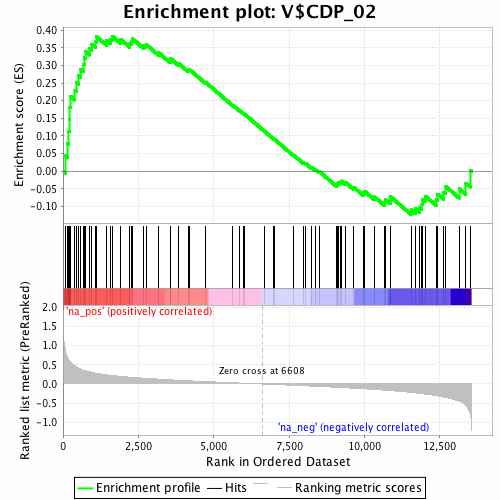 Enrichment plot: V$CDP_02
Enrichment score (ES)
0.40
0.35
0.30
0.25
0.20
0.15
0.10
0.05
0.00
-0.05
-0.10
'na_pos' (positively correlated)
Ranked list metric (PreRanked)
2.0
1.5
1.0
0.5
0.0
-0.5
-1.0
Zero cross at 6608
'na_neg' (negatively correlated)
0 2,500 5,000 7,500 10,000 12,500
Rank in Ordered Dataset
Enrichment profile Hits Ranking metric scores